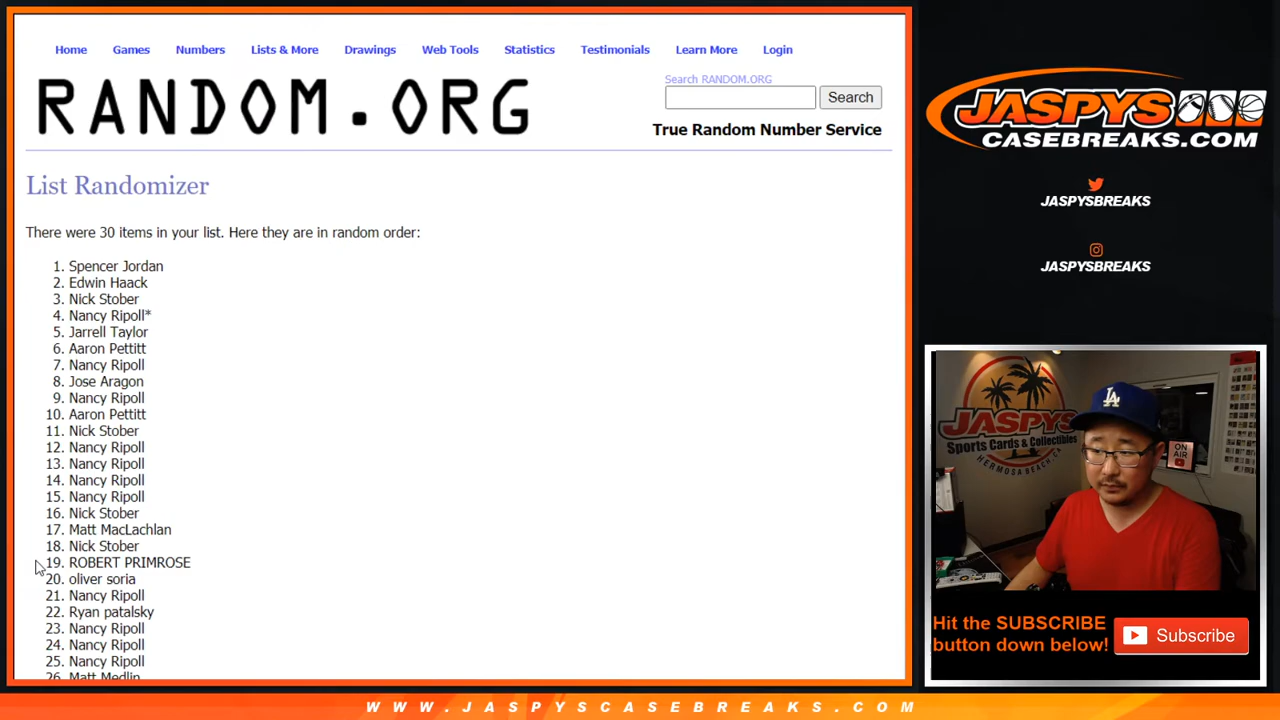 Home Games Numbers Lists & More Drawings Web Tools Statistics Testimonials Learn More Login
RANDOM.ORG
Search RANDOM.ORG
Search
True Random Number Service
List Randomizer
There were 30 items in your list. Here they are in random order:
1. Spencer Jordan
2. Edwin Haack
3. Nick Stober
4. Nancy Ripoll*
5. Jarrell Taylor
6. Aaron Pettitt
7. Nancy Ripoll
8. Jose Aragon
9. Nancy Ripoll
10. Aaron Pettitt
11. Nick Stober
12. Nancy Ripoll
13. Nancy Ripoll
14. Nancy Ripoll
15. Nancy Ripoll
16. Nick Stober
17. Matt MacLachlan
18. Nick Stober
19. ROBERT PRIMROSE
20. oliver soria
21. Nancy Ripoll
22. Ryan patalsky
23. Nancy Ripoll
24. Nancy Ripoll
25. Nancy Ripoll
26. Matt Medlin
JASPYS
CASEBREAKS.COM
JASPYSBREAKS
JASPYSBREAKS
JASPYS
Sports Cards & Collectibles
HERMOSA BEACH, CA
LA
ON
AIR
Hit the SUBSCRIBE
button down below!
Subscribe
WWW.JASPYSCASEBREAKS.COM